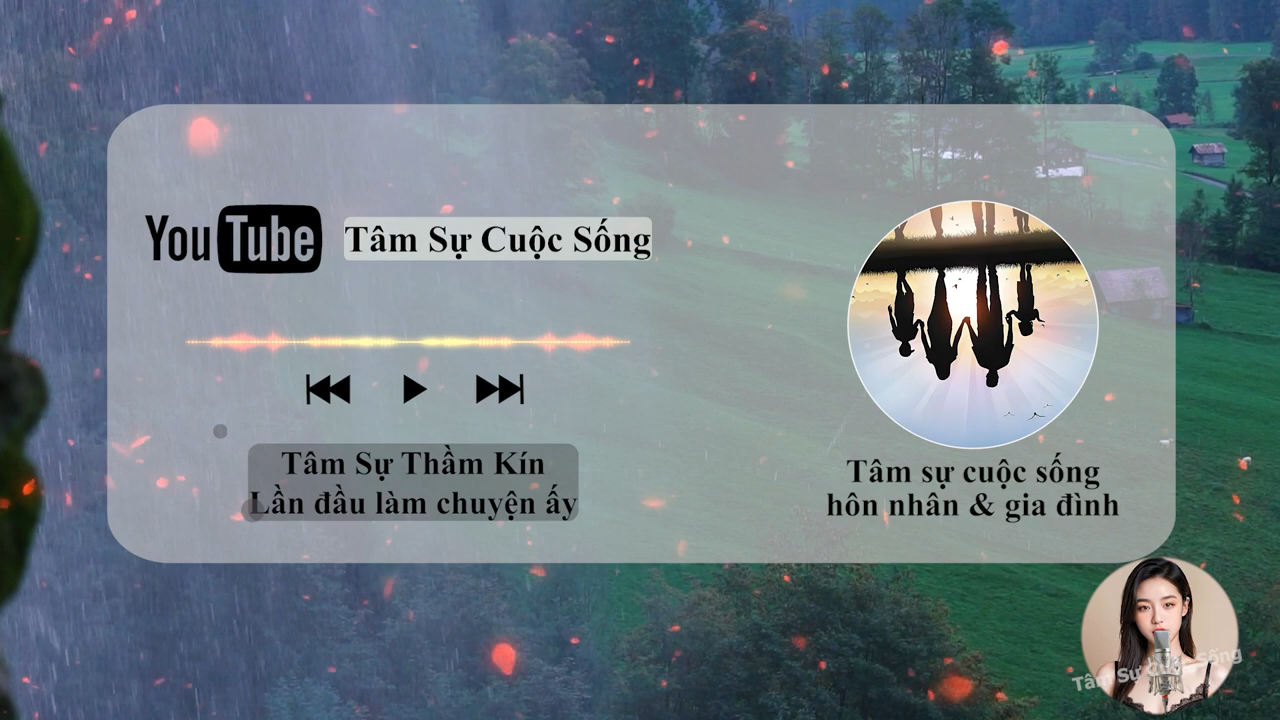 YouTube Tâm Sự Cuộc Sống
Tâm Sự Thầm Kín
Lần đầu làm chuyện ấy
Tâm sự cuộc sống
hôn nhân & gia đình
Tâm Sự Cuộc Sống